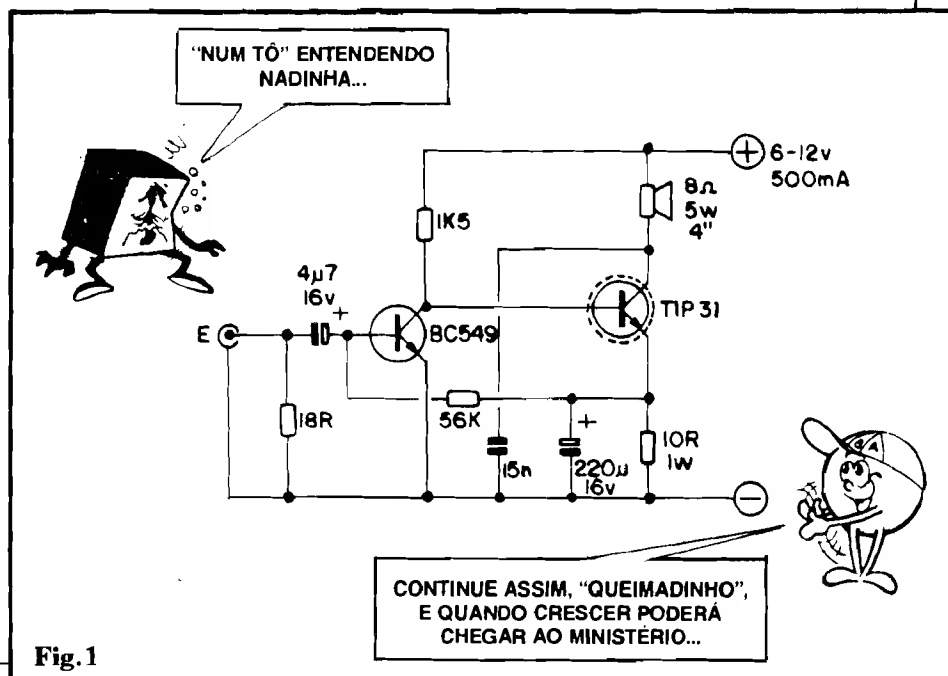 "NUM TÔ" ENTENDENDO
NADINHA...
6-12v
500mA
8Ω
5w
4"
1K5
4µ7
16v
+
E
BC549
TIP 31
18R
56K
+
15n
220µ
16v
10R
1w
CONTINUE ASSIM, "QUEIMADINHO",
E QUANDO CRESCER PODERÁ
CHEGAR AO MINISTÉRIO...
Fig.1